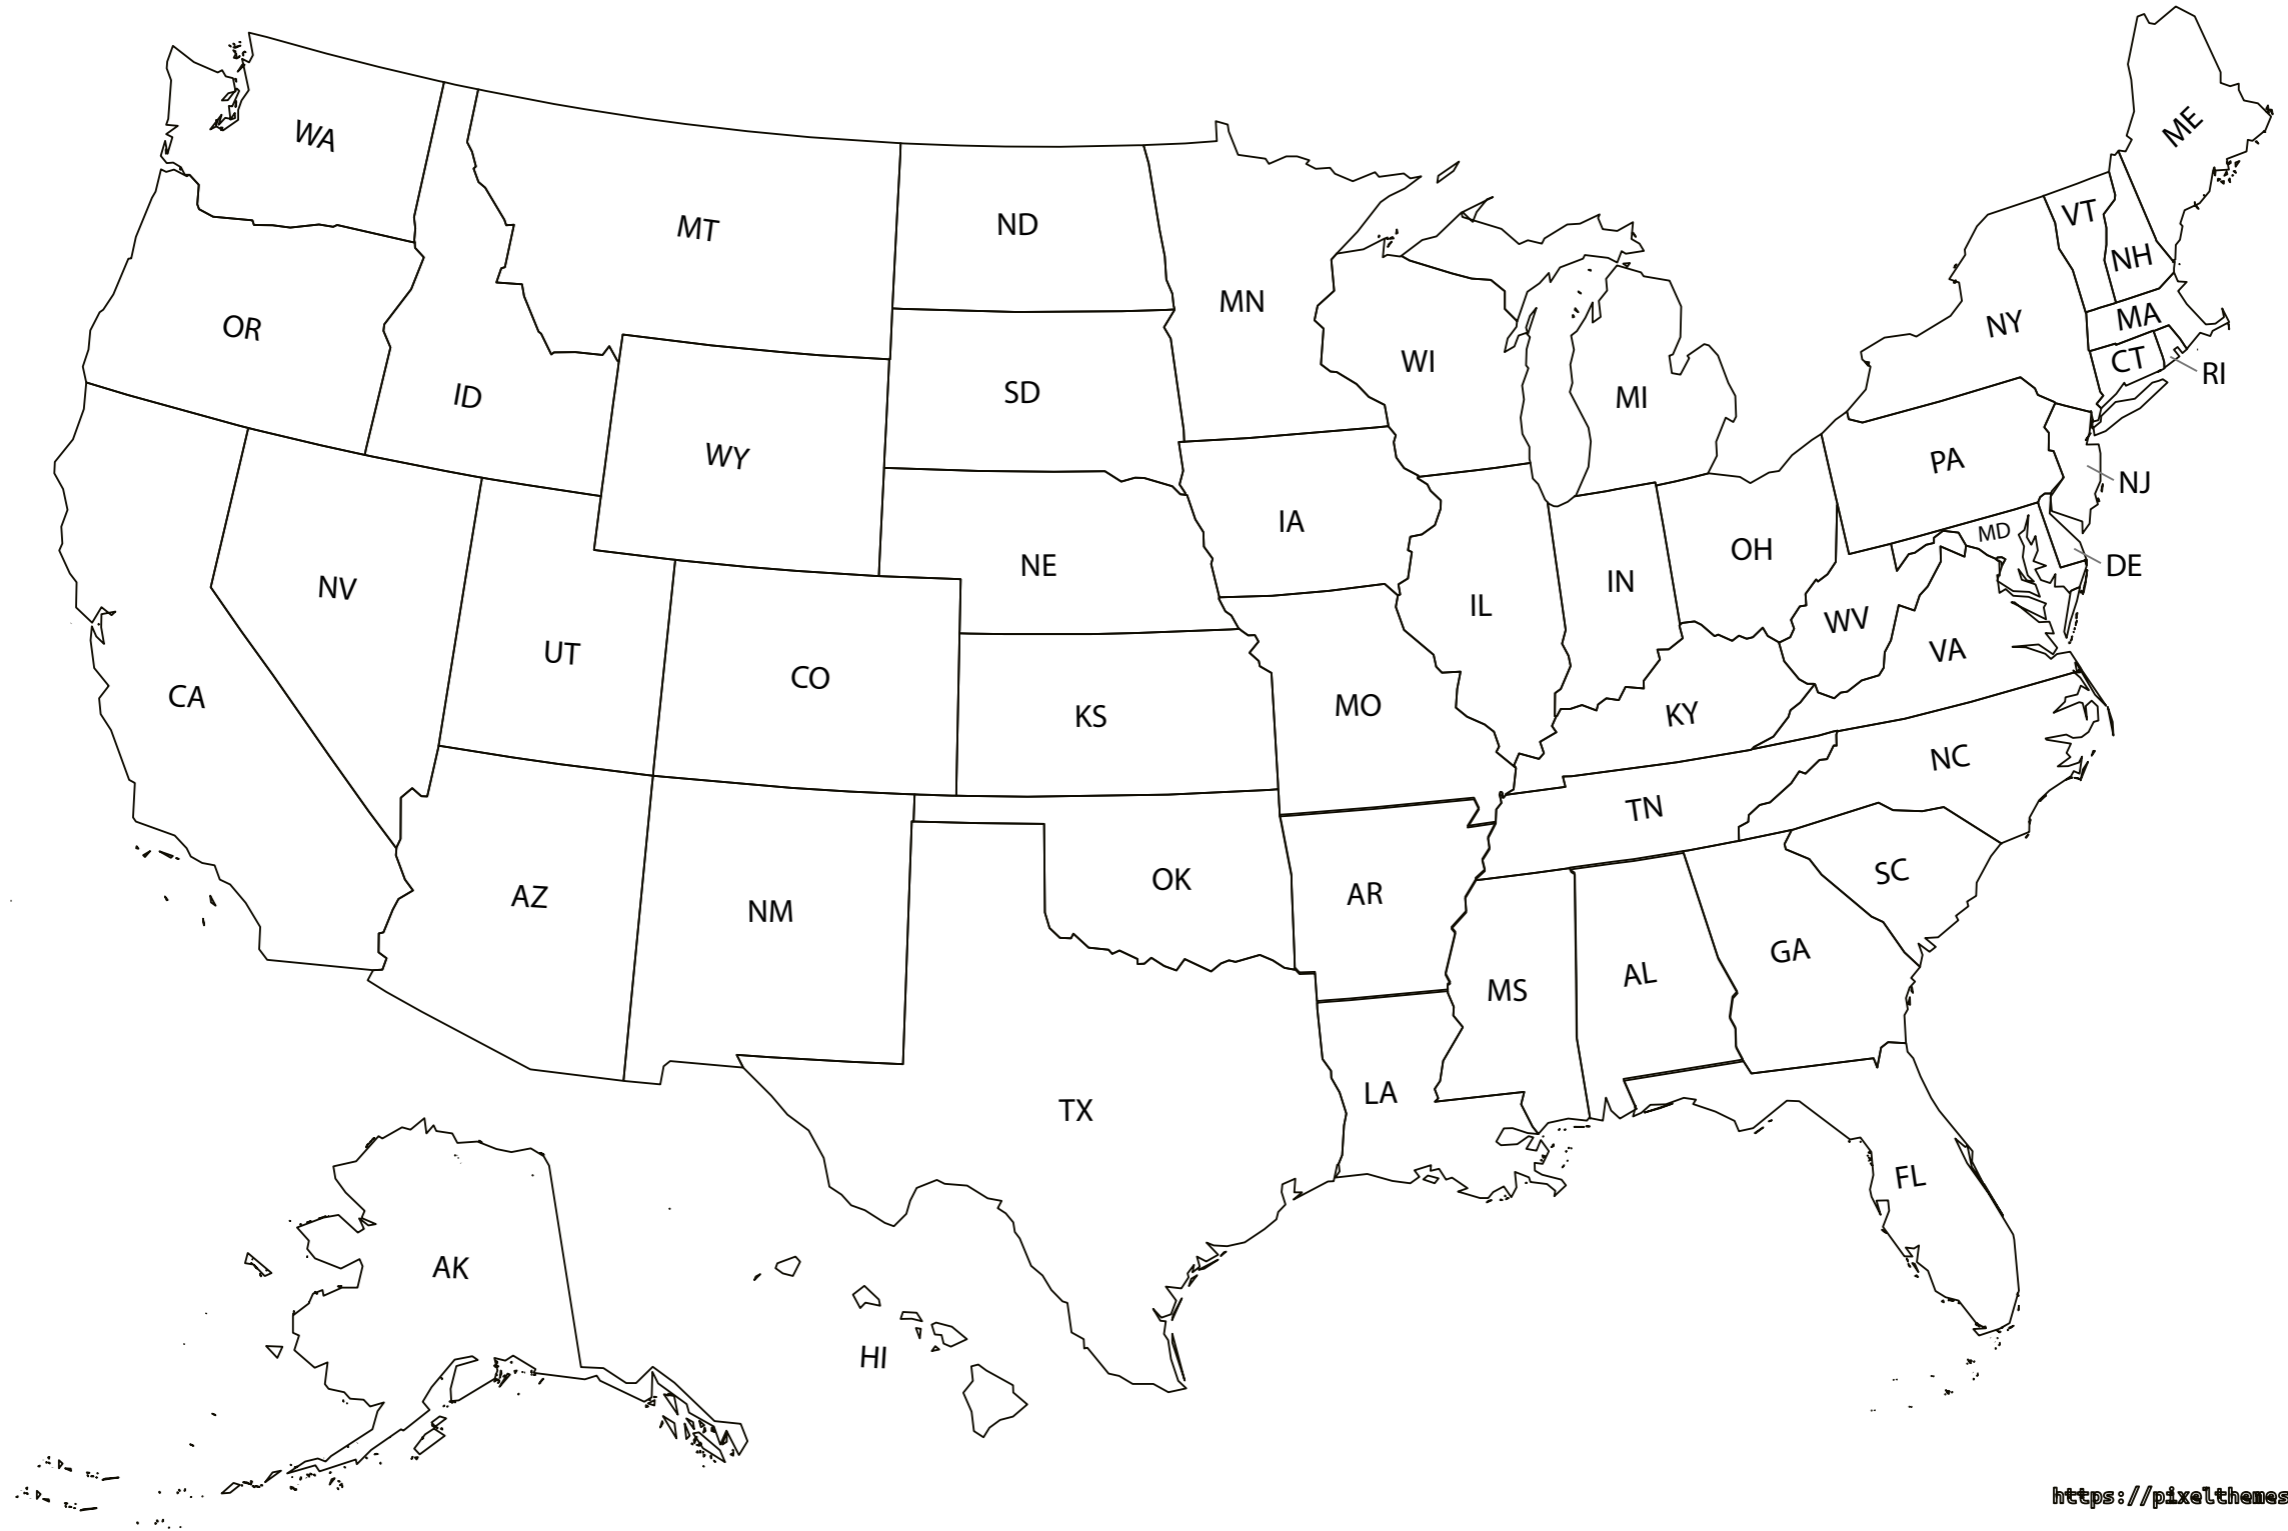 WA
MT
ND
MN
ME
VT
NH
OR
ID
WY
SD
WI
MI
NY
MA
CT
RI
PA
NJ
NV
UT
CO
NE
IA
IL
IN
OH
MD
DE
WV
VA
CA
KS
MO
KY
NC
TN
AZ
NM
OK
AR
SC
MS
AL
GA
TX
LA
FL
AK
HI
https://pixelthemes